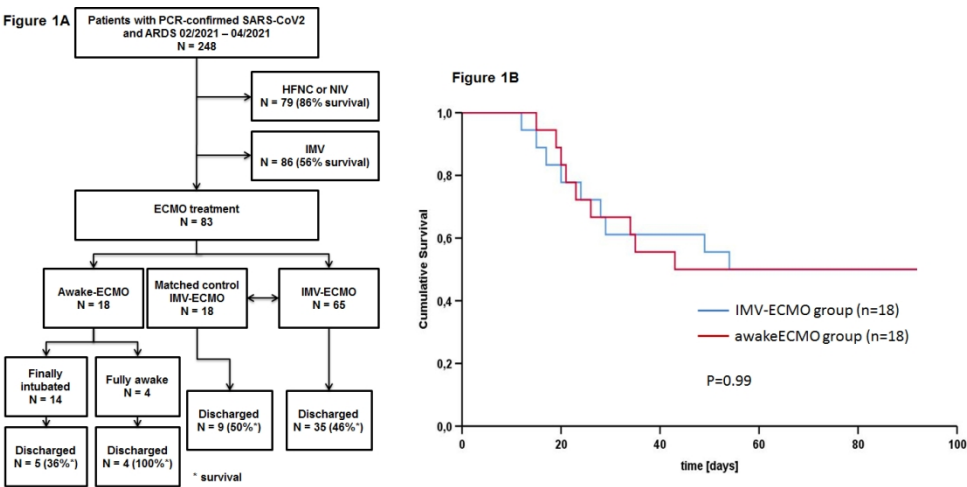 Figure 1A
Patients with PCR-confirmed SARS-CoV2
and ARDS 02/2021 – 04/2021
N = 248
HFNC or NIV
N = 79 (86% survival)
IMV
N = 86 (56% survival)
ECMO treatment
N = 83
Awake-ECMO
N = 18
Matched control
IMV-ECMO
N = 18
IMV-ECMO
N = 65
Finally
intubated
N = 14
Fully awake
N = 4
Discharged
N = 9 (50%*)
Discharged
N = 35 (46%*)
Discharged
N = 5 (36%*)
Discharged
N = 4 (100%*)
* survival
Figure 1B
Cumulative Survival
1,0
0,8
0,6
0,4
0,2
0,0
IMV-ECMO group (n=18)
awakeECMO group (n=18)
P=0.99
0
20
40
60
80
100
time [days]